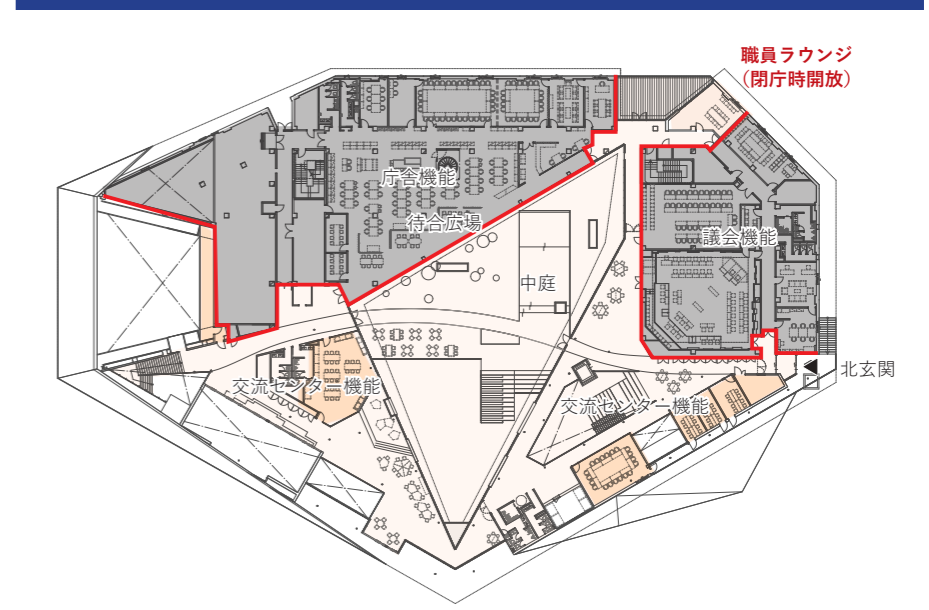 職員ラウンジ
（閉庁時開放）
庁舎機能
待合広場
議会機能
中庭
北玄関
交流センター機能
交流センター機能